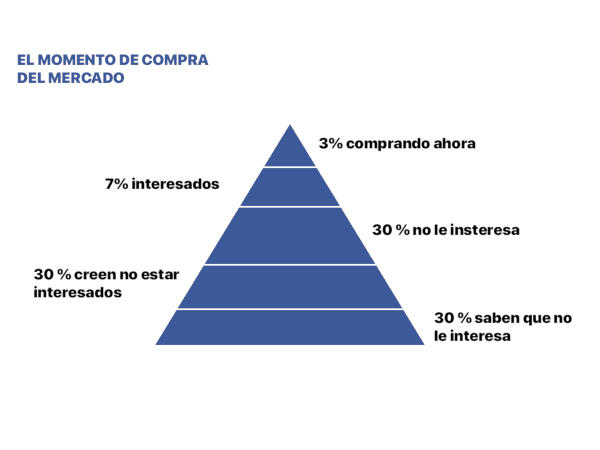 EL MOMENTO DE COMPRA
DEL MERCADO
3% comprando ahora
7% interesados
30 % no le insteresa
30 % creen no estar
interesados
30 % saben que no
le interesa